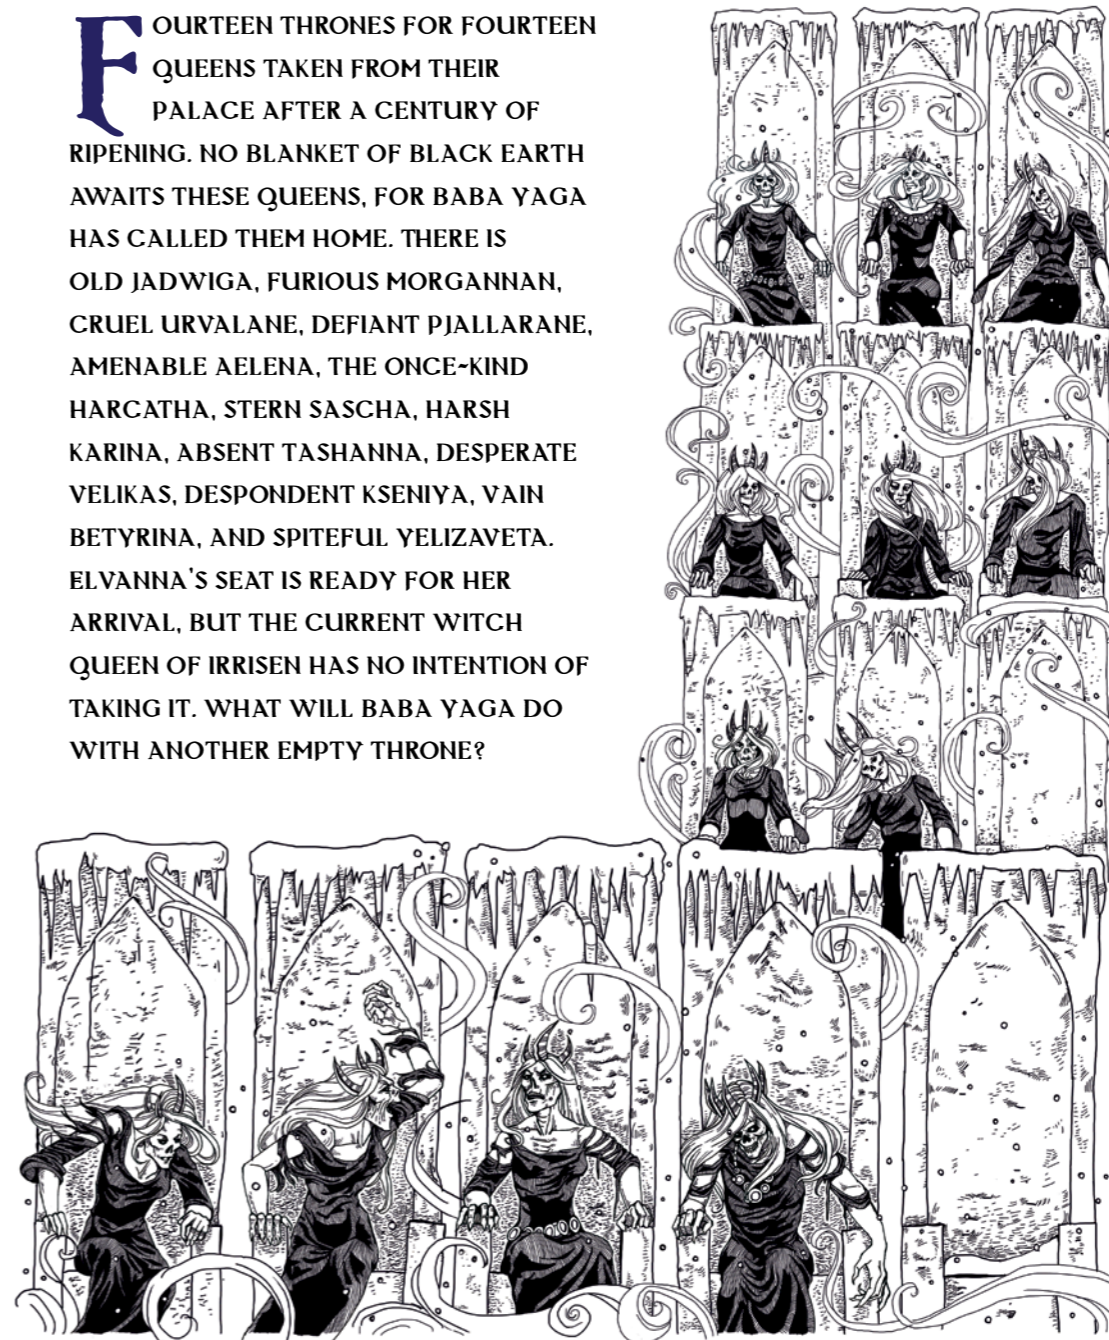 FOURTEEN THRONES FOR FOURTEEN
QUEENS TAKEN FROM THEIR
PALACE AFTER A CENTURY OF
RIPENING. NO BLANKET OF BLACK EARTH
AWAITS THESE QUEENS, FOR BABA YAGA
HAS CALLED THEM HOME. THERE IS
OLD JADWIGA, FURIOUS MORGANNAN,
CRUEL URVALANE, DEFIANT PJALLARANE,
AMENABLE AELENA, THE ONCE-KIND
HARCATHA, STERN SASCHA, HARSH
KARINA, ABSENT TASHANNA, DESPERATE
VELIKAS, DESPONDENT KSENIYA, VAIN
BETYRINA, AND SPITEFUL YELIZAVETA.
ELVANNA'S SEAT IS READY FOR HER
ARRIVAL, BUT THE CURRENT WITCH
QUEEN OF IRRISEN HAS NO INTENTION OF
TAKING IT. WHAT WILL BABA YAGA DO
WITH ANOTHER EMPTY THRONE?